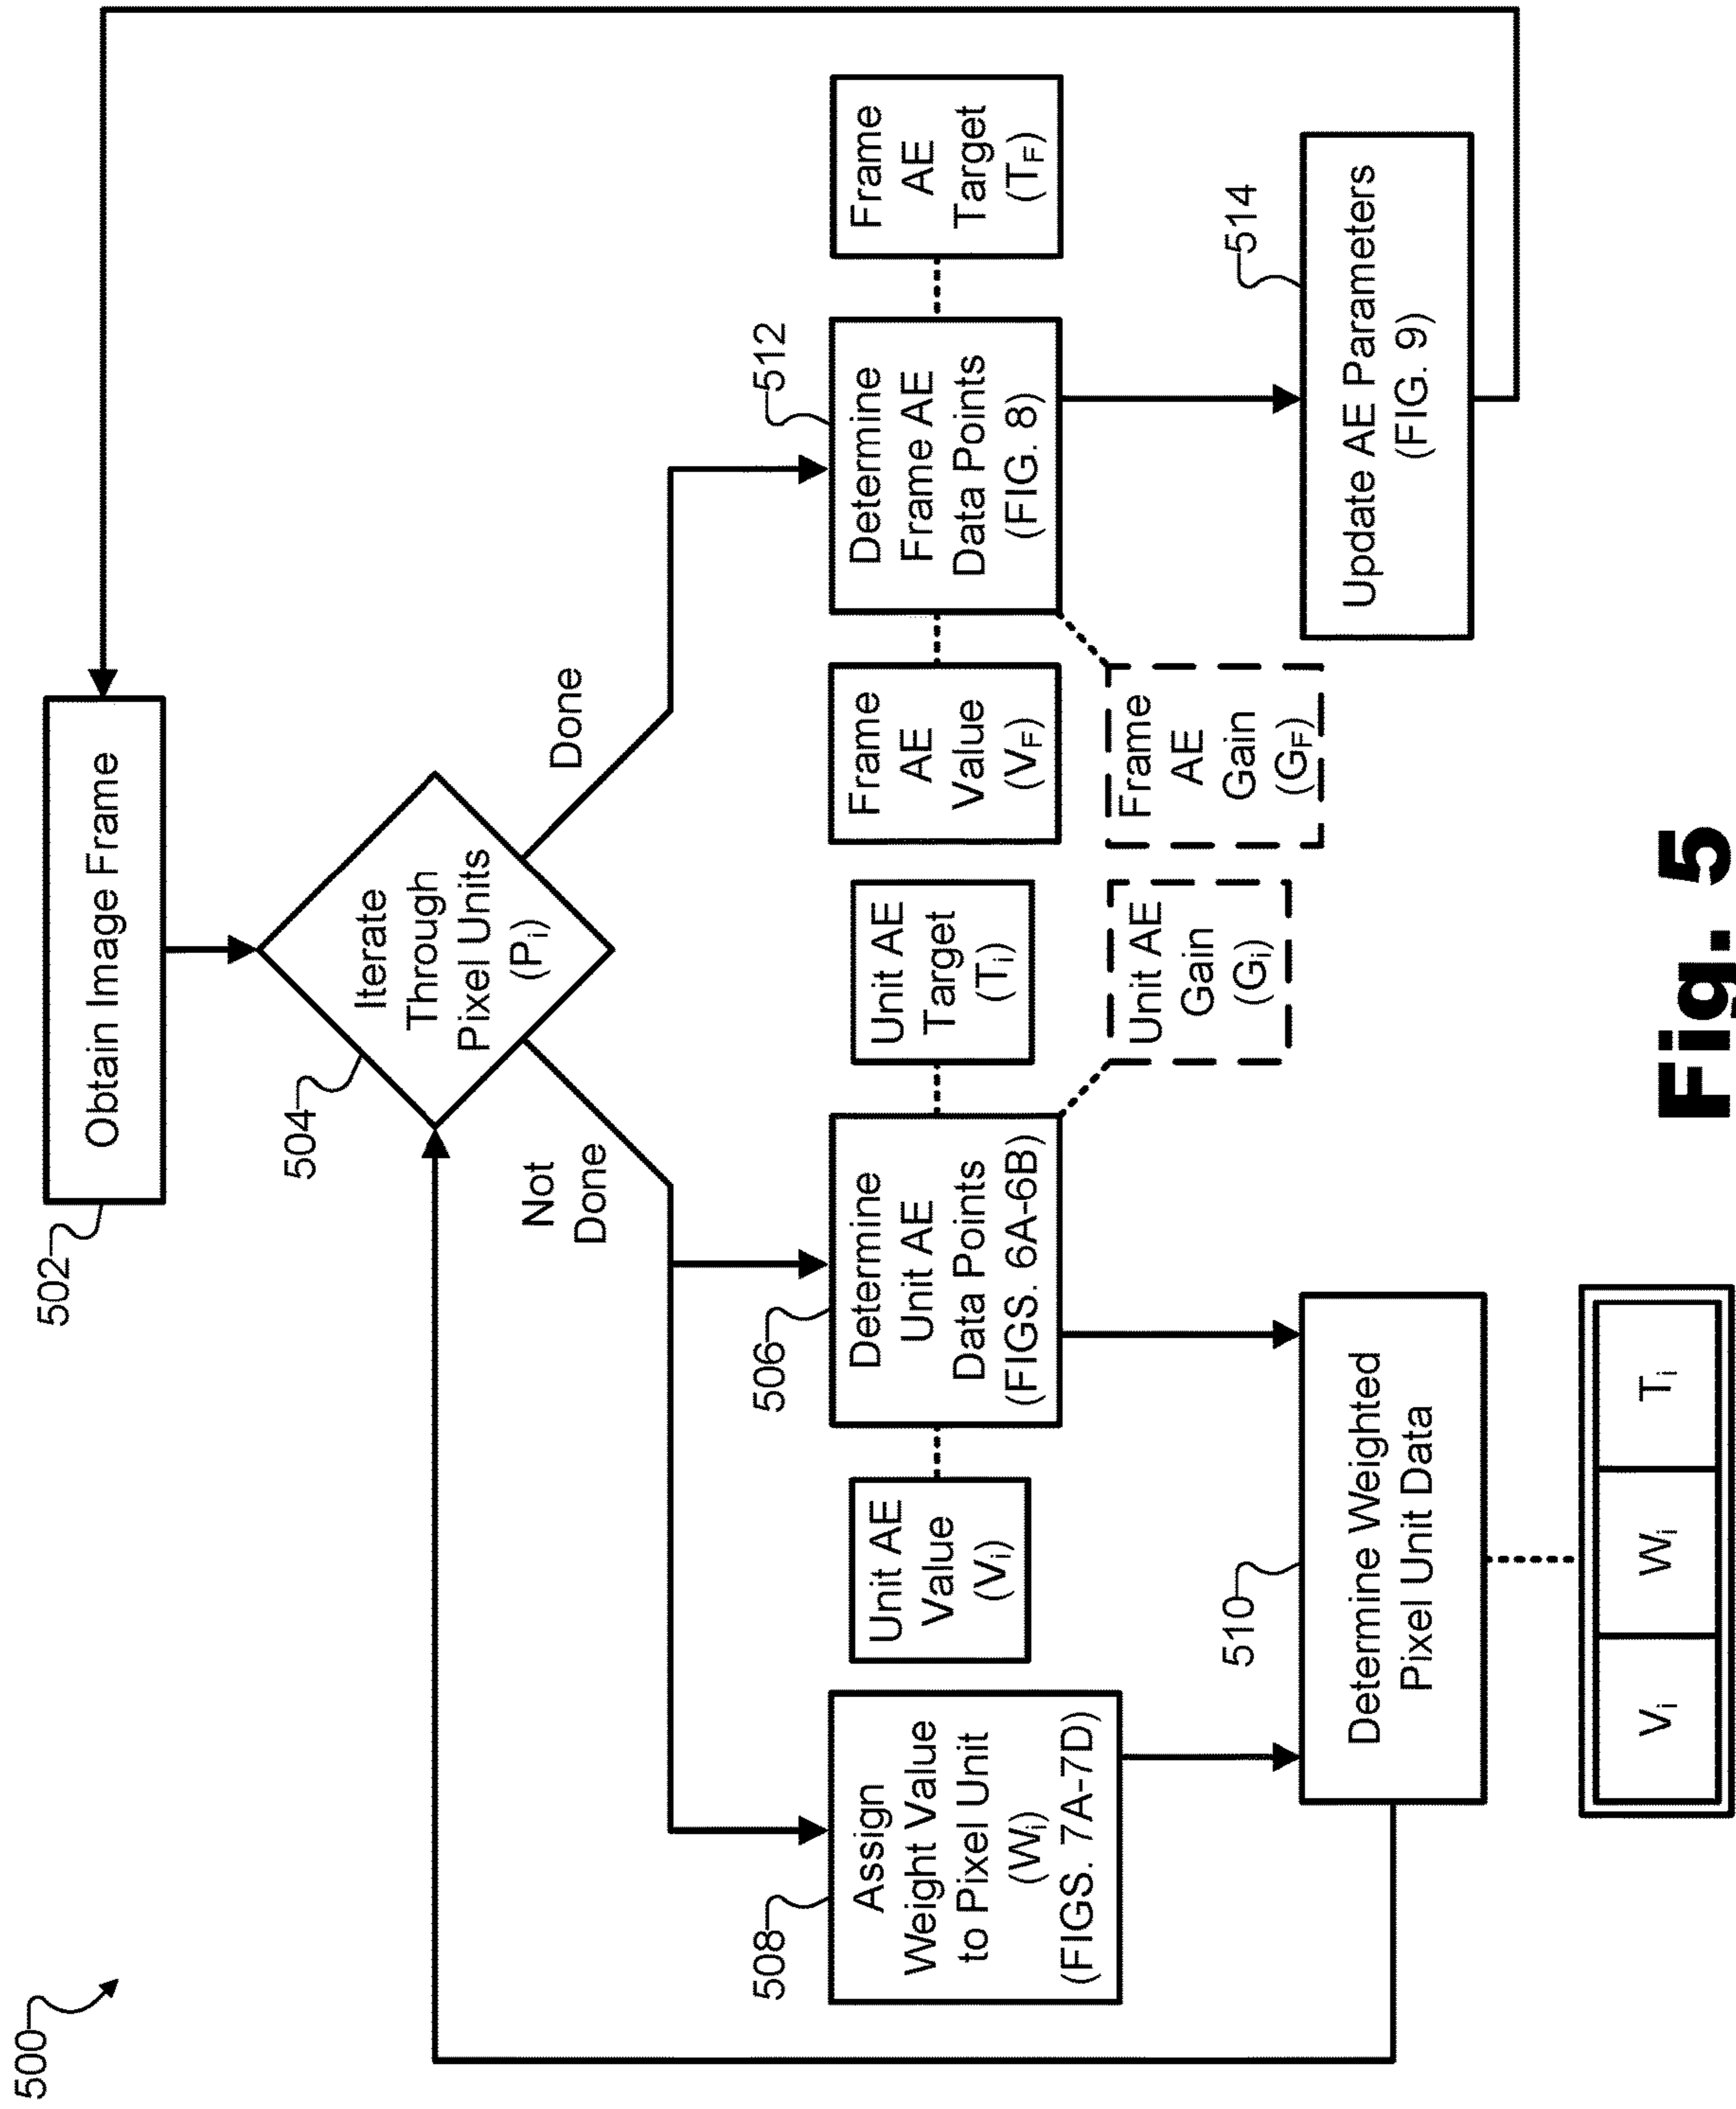 500
502
Obtain Image Frame
504
Iterate
Through
Pixel Units
(Pi)
Not
Done
Done
508
Assign
Weight Value
to Pixel Unit
(Wi)
(FIGS. 7A-7D)
Unit AE
Value
(Vi)
506
Determine
Unit AE
Data Points
(FIGS. 6A-6B)
Unit AE
Target
(Ti)
Unit AE
Gain
(Gi)
Frame
AE
Value
(VF)
512
Determine
Frame AE
Data Points
(FIG. 8)
Frame
AE
Target
(TF)
Frame
AE
Gain
(GF)
510
Determine Weighted
Pixel Unit Data
Vi
Wi
Ti
514
Update AE Parameters
(FIG. 9)
Fig. 5